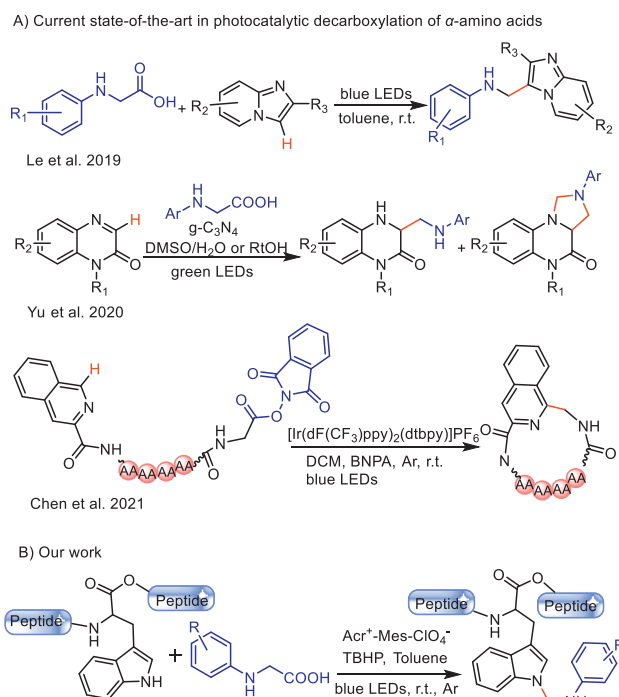 A) Current state-of-the-art in photocatalytic decarboxylation of α-amino acids
R1
H
N
O
OH
+
R2
N
N
R3
H
blue LEDs
toluene, r.t.
R1
H
N
R3
N
N
R2
Le et al. 2019
R2
N
H
N
O
R1
H
Ar N COOH
g-C3N4
DMSO/H2O or RtOH
green LEDs
R2
H
N
N
O
R1
N
H
Ar
+
R2
N
N
O
R1
N
Ar
Yu et al. 2020
H
N
O
NH
AA AA AA AA AA
O
H
N
O
O
N
O
O
[Ir(dF(CF3)ppy)2(dtbpy)]PF6
DCM, BNPA, Ar, r.t.
blue LEDs
O
N
N
NH
O
AA AA AA AA AA
Chen et al. 2021
B) Our work
Peptide
O
O
Peptide
N
H
NH
+
R
N
H
COOH
Acr+-Mes-ClO4-
TBHP, Toluene
blue LEDs, r.t., Ar
Peptide
O
O
Peptide
N
H
N